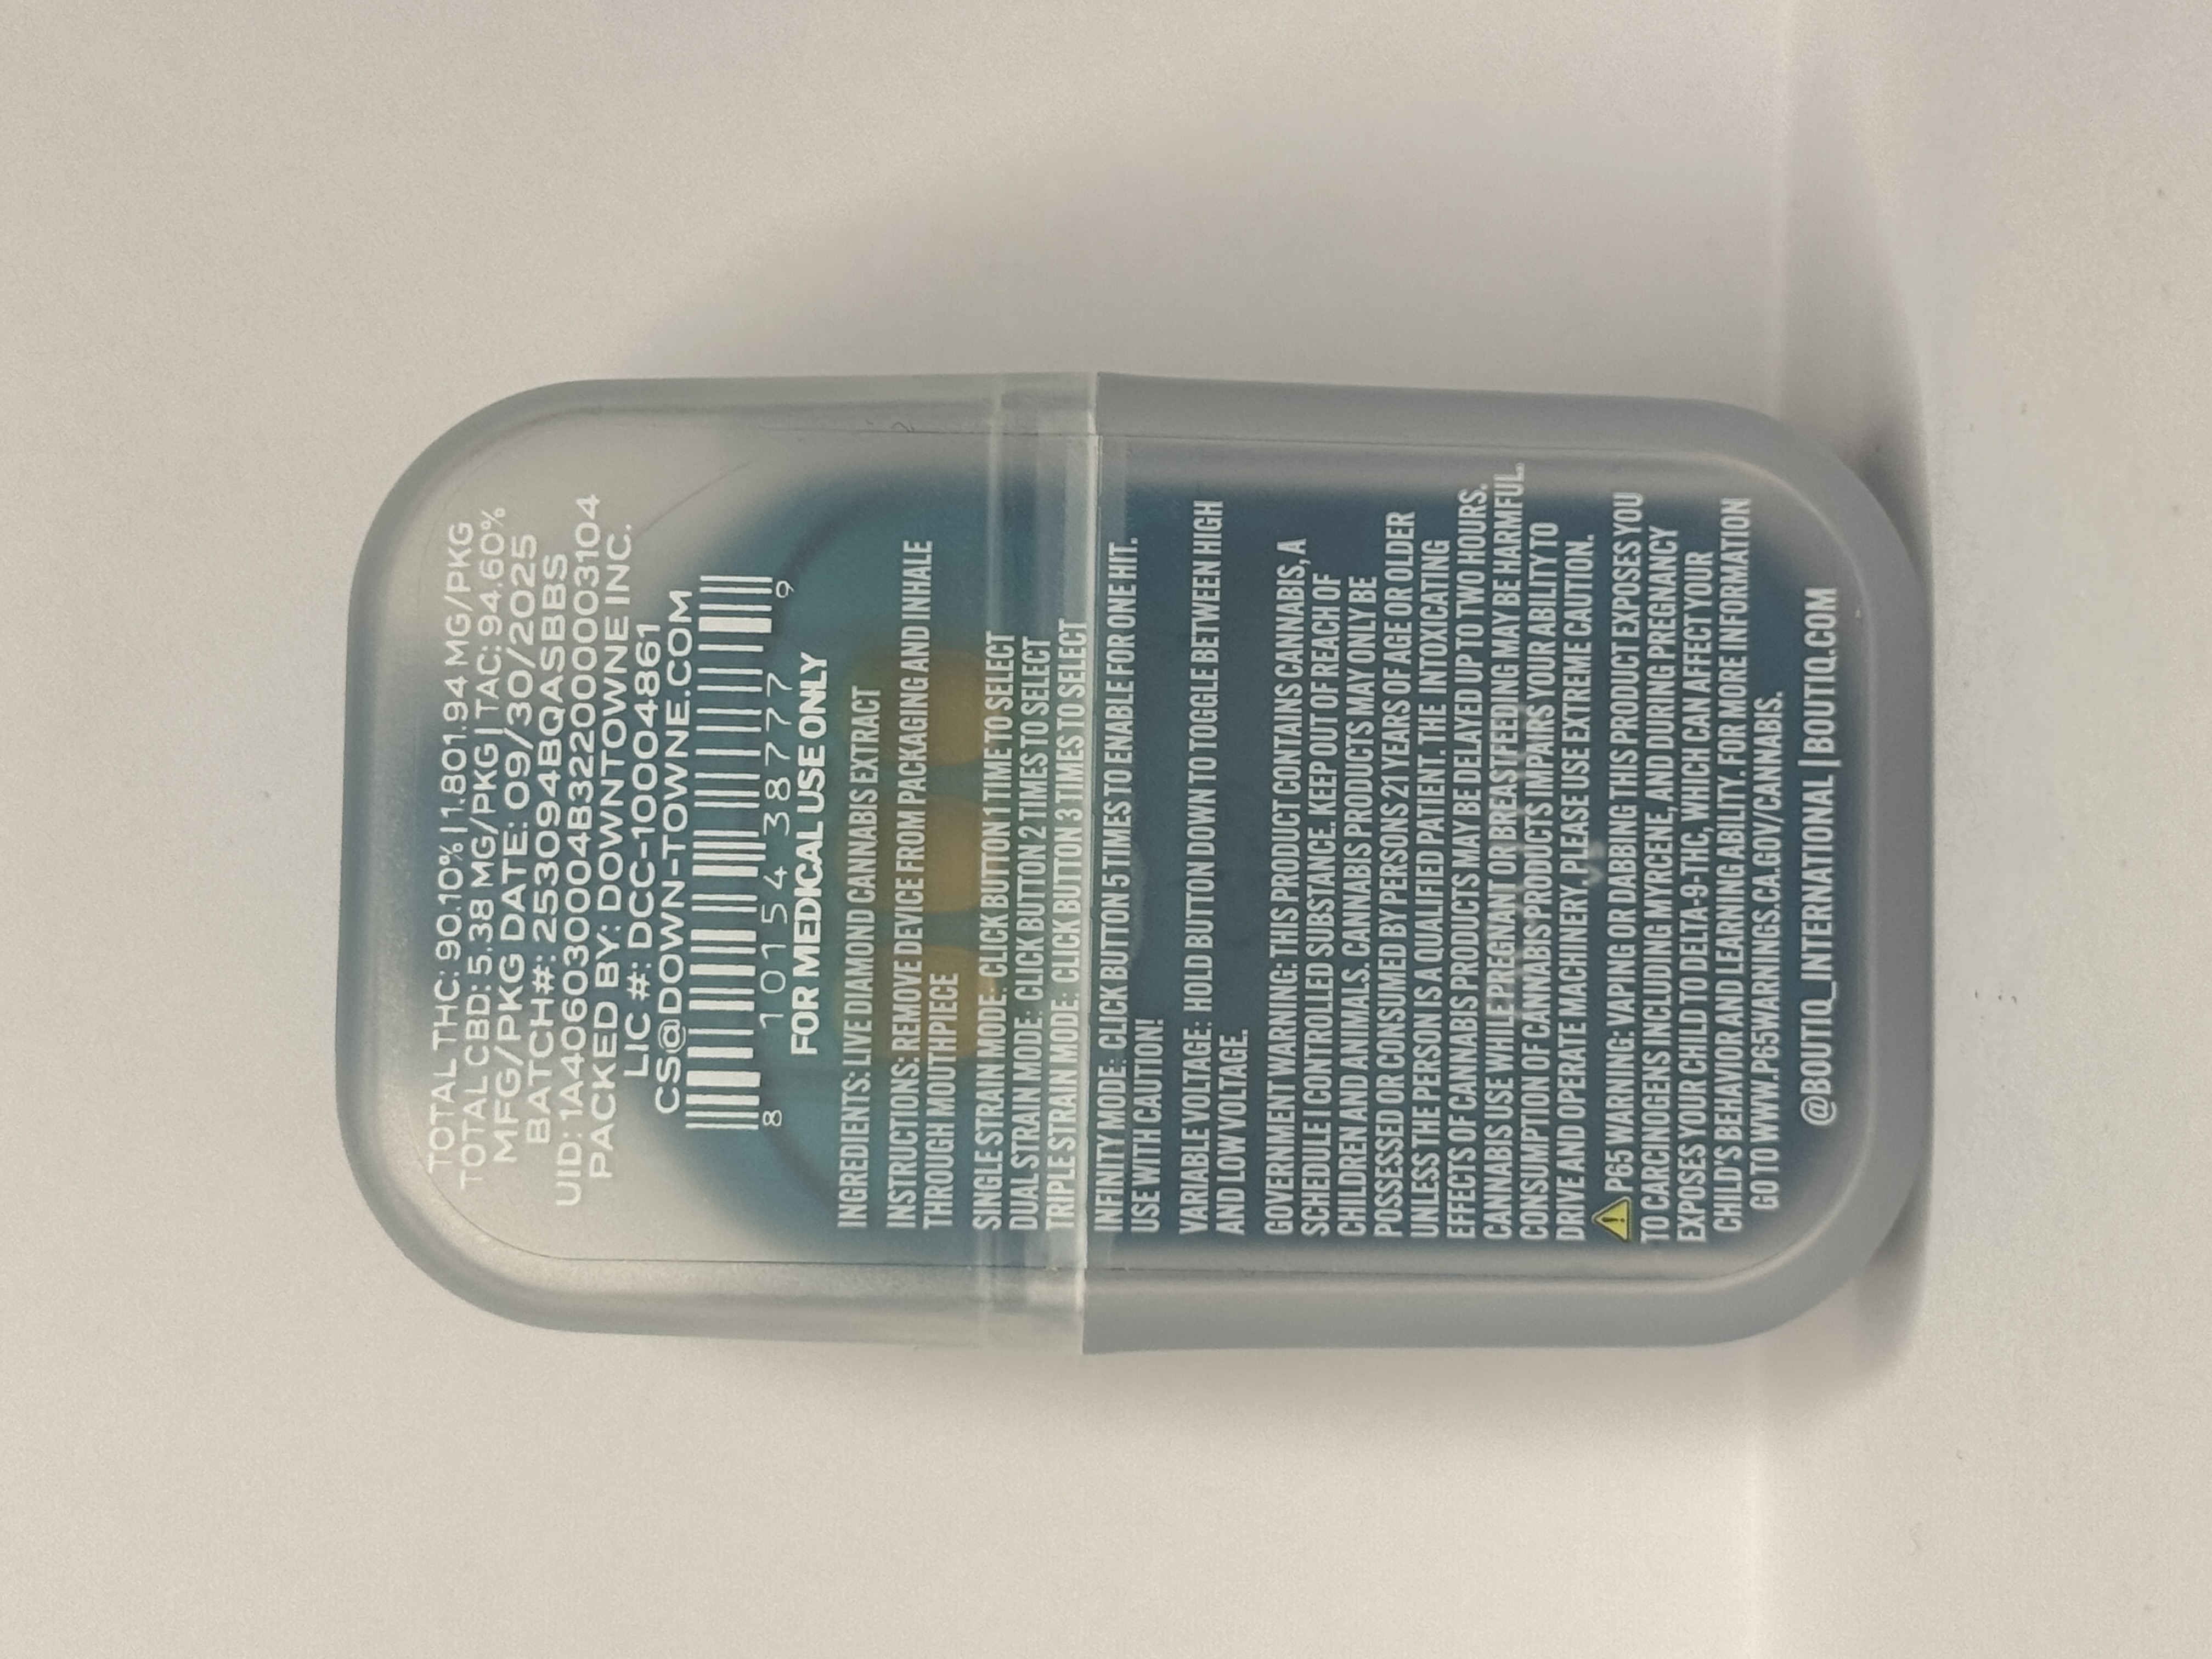 TOTAL THC: 90.10% | 1,801.94 MG/PKG
TOTAL CBD: 5.38 MG/PKG | TAC: 94.60%
MFG/PKG DATE: 09/30/2025
BATCH#: 253094BQASBBS
UID: 1A406030004B322000003104
PACKED BY: DOWNTOWNE INC.
LIC #: DCC-10004861
CS@DOWN-TOWNE.COM
8 10154 38777 9
FOR MEDICAL USE ONLY
INGREDIENTS: LIVE DIAMOND CANNABIS EXTRACT
INSTRUCTIONS: REMOVE DEVICE FROM PACKAGING AND INHALE
THROUGH MOUTHPIECE
SINGLE STRAIN MODE: CLICK BUTTON 1 TIME TO SELECT
DUAL STRAIN MODE: CLICK BUTTON 2 TIMES TO SELECT
TRIPLE STRAIN MODE: CLICK BUTTON 3 TIMES TO SELECT
INFINITY MODE: CLICK BUTTON 5 TIMES TO ENABLE FOR ONE HIT.
USE WITH CAUTION!
VARIABLE VOLTAGE: HOLD BUTTON DOWN TO TOGGLE BETWEEN HIGH
AND LOW VOLTAGE.
GOVERNMENT WARNING: THIS PRODUCT CONTAINS CANNABIS, A
SCHEDULE I CONTROLLED SUBSTANCE. KEEP OUT OF REACH OF
CHILDREN AND ANIMALS. CANNABIS PRODUCTS MAY ONLY BE
POSSESSED OR CONSUMED BY PERSONS 21 YEARS OF AGE OR OLDER
UNLESS THE PERSON IS A QUALIFIED PATIENT. THE INTOXICATING
EFFECTS OF CANNABIS PRODUCTS MAY BE DELAYED UP TO TWO HOURS.
CANNABIS USE WHILE PREGNANT OR BREASTFEEDING MAY BE HARMFUL.
CONSUMPTION OF CANNABIS PRODUCTS IMPAIRS YOUR ABILITY TO
DRIVE AND OPERATE MACHINERY. PLEASE USE EXTREME CAUTION.
P65 WARNING: VAPING OR DABBING THIS PRODUCT EXPOSES YOU
TO CARCINOGENS INCLUDING MYRCENE, AND DURING PREGNANCY
EXPOSES YOUR CHILD TO DELTA-9-THC, WHICH CAN AFFECT YOUR
CHILD'S BEHAVIOR AND LEARNING ABILITY. FOR MORE INFORMATION
GO TO WWW.P65WARNINGS.CA.GOV/CANNABIS.
@BOUTIQ_INTERNATIONAL | BOUTIQ.COM